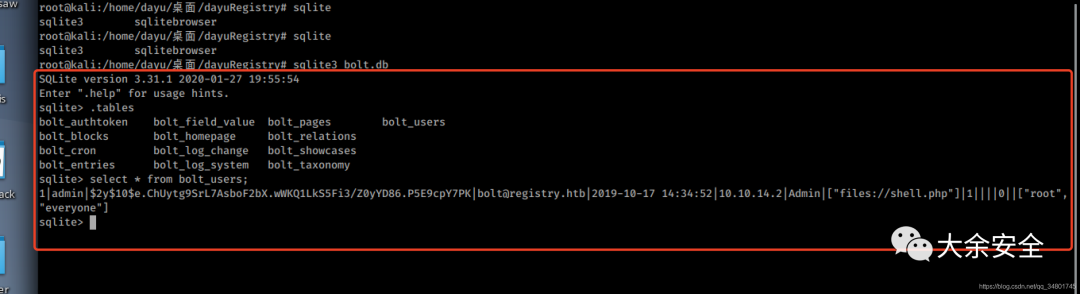 saw
root@kali:/home/dayu/桌面/dayuRegistry# sqlite
sqlite3 sqlitebrowser
root@kali:/home/dayu/桌面/dayuRegistry# sqlite
sqlite3 sqlitebrowser
root@kali:/home/dayu/桌面/dayuRegistry# sqlite3 bolt.db
SQLite version 3.31.1 2020-01-27 19:55:54
Enter ".help" for usage hints.
sqlite> .tables
bolt_authtoken bolt_field_value bolt_pages bolt_users
bolt_blocks bolt_homepage bolt_relations
bolt_cron bolt_log_change bolt_showcases
bolt_entries bolt_log_system bolt_taxonomy
sqlite> select * from bolt_users;
1|admin|$2y$10$e.ChUytg9SrL7AsboF2bX.wWKQ1LkS5Fi3/Z0yYD86.P5E9cpY7PK|bolt@registry.htb|2019-10-17 14:34:52|10.10.14.2|Admin|["files://shell.php"]|1||||0||["root",
"everyone"]
sqlite>
is
ack
er
大余安全
https://blog.csdn.net/qq_34801745